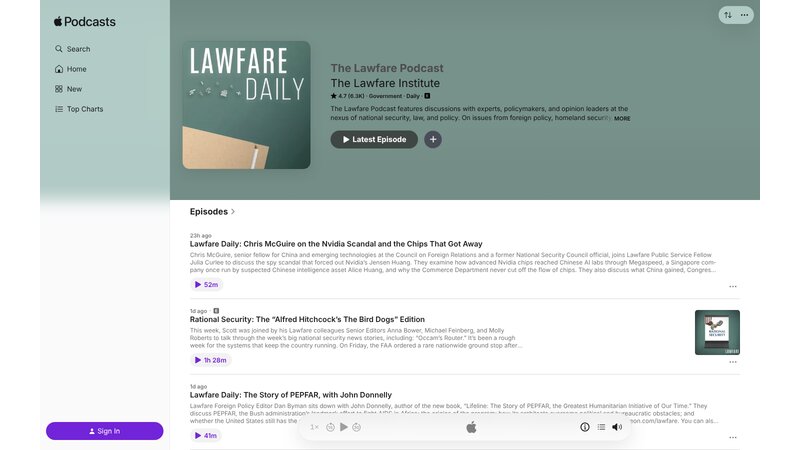 Podcasts
Search
Home
New
Top Charts
Sign In
LAWFARE
DAILY
The Lawfare Podcast
The Lawfare Institute
★ 4.7 (6.3K) · Government · Daily · E
The Lawfare Podcast features discussions with experts, policymakers, and opinion leaders at the
nexus of national security, law, and policy. On issues from foreign policy, homeland security, MORE
Latest Episode
Episodes
23h ago
Lawfare Daily: Chris McGuire on the Nvidia Scandal and the Chips That Got Away
Chris McGuire, senior fellow for China and emerging technologies at the Council on Foreign Relations and a former National Security Council official, joins Lawfare Public Service Fellow
Julia Curlee to discuss the spy scandal that forced out Nvidia's Jensen Huang. They examine how advanced Nvidia chips reached Chinese AI labs through Megaspeed, a Singapore com-
pany once run by suspected Chinese intelligence asset Alice Huang, and why the Commerce Department never cut off the flow of chips. They also discuss what China gained, Congres...
52m
1d ago · E
Rational Security: The “Alfred Hitchcock’s The Bird Dogs” Edition
This week, Scott was joined by his Lawfare colleagues Senior Editors Anna Bower, Michael Feinberg, and Molly
Roberts to talk through the week's big national security news stories, including: “Occam's Router.” It's been a rough
week for the systems that keep the country running. On Friday, the FAA ordered a rare nationwide ground stop after...
1h 28m
RATIONAL
SECURITY
LAWFARE
1d ago
Lawfare Daily: The Story of PEPFAR, with John Donnelly
Lawfare Foreign Policy Editor Dan Byman sits down with John Donnelly, author of the new book, “Lifeline: The Story of PEPFAR, the Greatest Humanitarian Initiative of Our Time.” They
discuss PEPFAR, the Bush administration's
bureaucratic obstacles; and
whether the United States still has the
mon.com/lawfare. You can als...
41m
1×